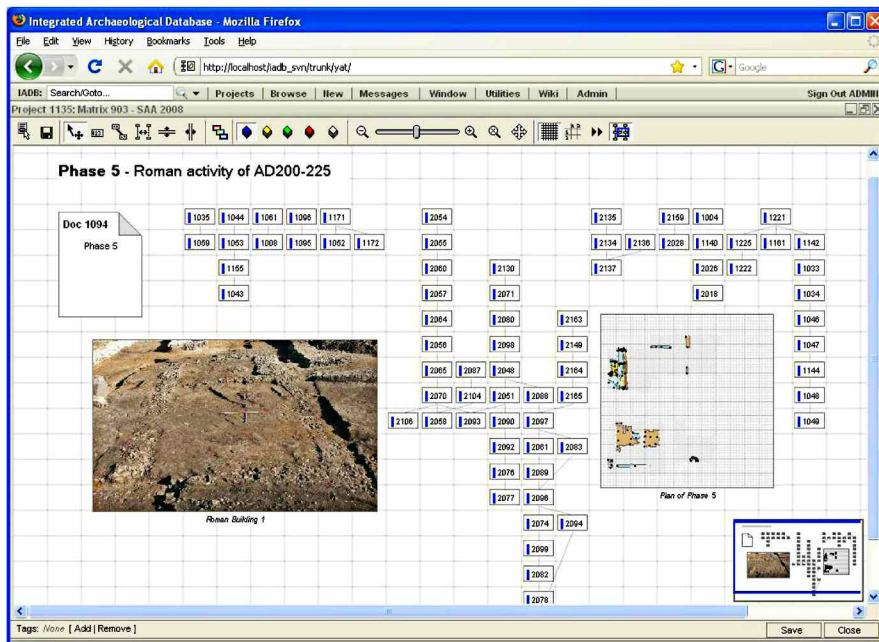 Integrated Archaeological Database - Mozilla Firefox
File Edit View History Bookmarks Tools Help
http://localhost/iadb_svn/trunk/yat/
Google
IADB: Search/Goto... Projects Browse New Messages Window Utilities Wiki Admin Sign Out ADMIN
Project 1135: Matrix 903 - SAA 2008
Phase 5 - Roman activity of AD200-225
Doc 1094
Phase 5
1035 1044 1061 1096 1171 2054 2135 2159 1004 1221
1059 1053 1008 1095 1052 1172 2055 2134 2136 2028 1140 1225 1161 1142
1155 2060 2130 2137 2026 1222 1033
1043 2057 2071 2018 1034
2064 2080 2163 1046
2056 2098 2149 1047
2065 2087 2048 2164 1144
2070 2104 2051 2088 2165 1048
2106 2058 2093 2090 2097 1049
2092 2061 2083
2076 2089
2077 2096
Plan of Phase 5
Roman Building 1
2074 2094
2099
2082
2078
Tags: None [ Add | Remove ] Save Close